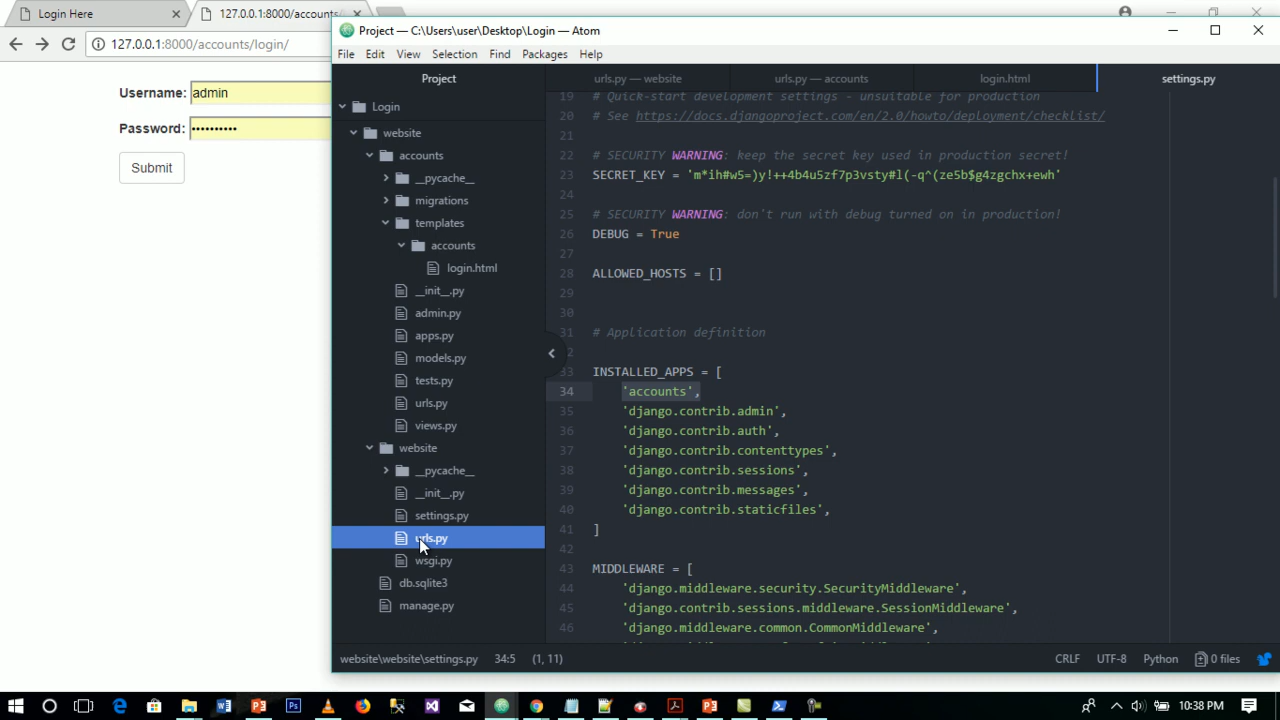 Login Here
127.0.0.1:8000/accounts/
127.0.0.1:8000/accounts/login/
Username: admin
Password: ••••••••••
Submit
Project — C:\Users\user\Desktop\Login — Atom
File Edit View Selection Find Packages Help
Project
urls.py — website
urls.py — accounts
login.html
settings.py
Login
website
accounts
__pycache__
migrations
templates
accounts
login.html
__init__.py
admin.py
apps.py
models.py
tests.py
urls.py
views.py
website
__pycache__
__init__.py
settings.py
urls.py
wsgi.py
db.sqlite3
manage.py
19 # Quick-start development settings - unsuitable for production
20 # See https://docs.djangoproject.com/en/2.0/howto/deployment/checklist/
21
22 # SECURITY WARNING: keep the secret key used in production secret!
23 SECRET_KEY = 'm*ih#w5=)y!++4b4u5zf7p3vsty#l(-q^(ze5b$g4zgchx+ewh'
24
25 # SECURITY WARNING: don't run with debug turned on in production!
26 DEBUG = True
27
28 ALLOWED_HOSTS = []
29
30
31 # Application definition
2
33 INSTALLED_APPS = [
34 'accounts',
35 'django.contrib.admin',
36 'django.contrib.auth',
37 'django.contrib.contenttypes',
38 'django.contrib.sessions',
39 'django.contrib.messages',
40 'django.contrib.staticfiles',
41 ]
42
43 MIDDLEWARE = [
44 'django.middleware.security.SecurityMiddleware',
45 'django.contrib.sessions.middleware.SessionMiddleware',
46 'django.middleware.common.CommonMiddleware',
website\website\settings.py 34:5 (1, 11)
CRLF UTF-8 Python 0 files
10:38 PM